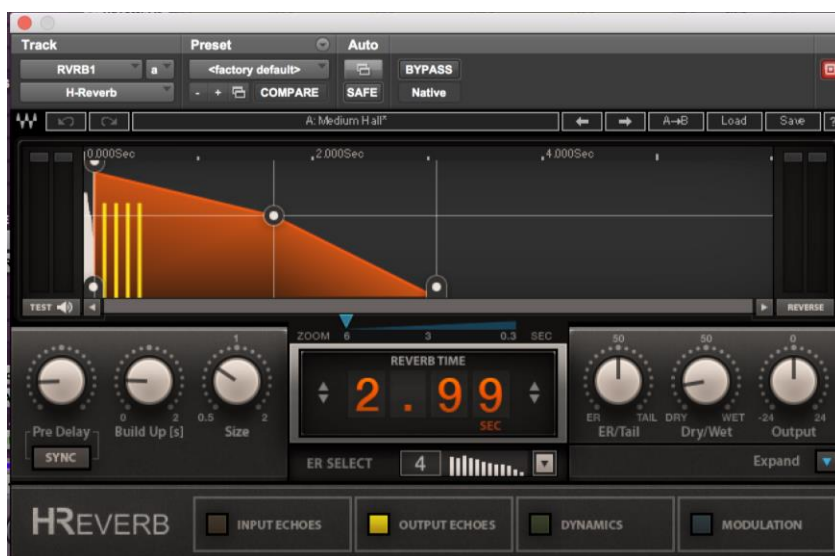 Track Preset Auto
RVRB1 a <factory default> BYPASS
H-Reverb - + COMPARE SAFE Native
A: Medium Hall* A→B Load Save ?
0.000Sec 2.000Sec 4.000Sec
TEST REVERSE
ZOOM 6 3 0.3 SEC
REVERB TIME
2.99
SEC
1 50 50 0
0 2 0.5 2 ER TAIL DRY WET -24 24
Pre Delay Build Up [s] Size ER/Tail Dry/Wet Output
SYNC
ER SELECT 4 Expand
HREVERB INPUT ECHOES OUTPUT ECHOES DYNAMICS MODULATION